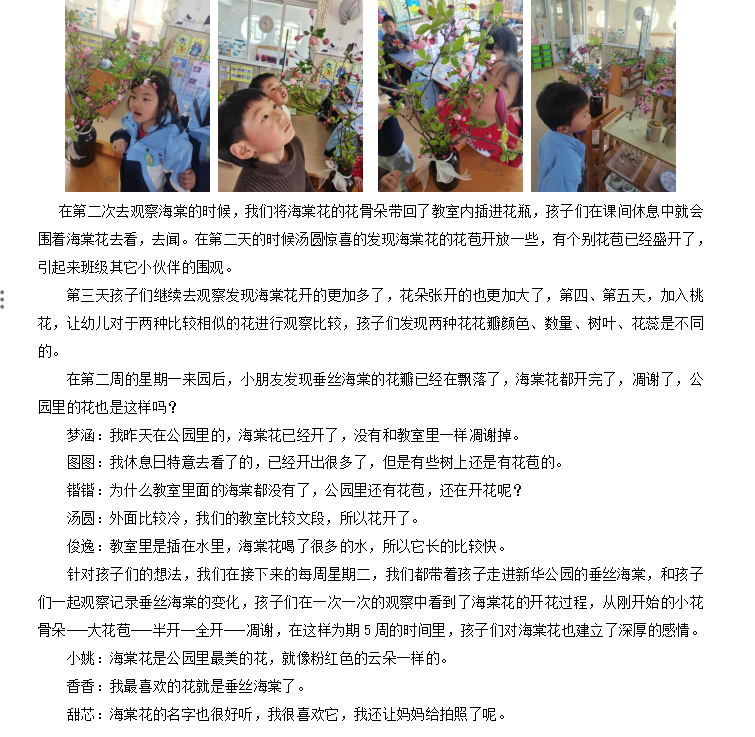 在第二次去观察海棠的时候，我们将海棠花的花骨朵带回了教室内插进花瓶，孩子们在课间休息中就会
围着海棠花去看，去闻。在第二天的时候汤圆惊喜的发现海棠花的花苞开放一些，有个别花苞已经盛开了，
引起来班级其它小伙伴的围观。
第三天孩子们继续去观察发现海棠花开的更加多了，花朵张开的也更加大了，第四、第五天，加入桃
花，让幼儿对于两种比较相似的花进行观察比较，孩子们发现两种花花瓣颜色、数量、树叶、花蕊是不同
的。
在第二周的星期一来园后，小朋友发现垂丝海棠的花瓣已经在飘落了，海棠花都开完了，凋谢了，公
园里的花也是这样吗？
梦涵：我昨天在公园里的，海棠花已经开了，没有和教室里一样凋谢掉。
图图：我休息日特意去看了的，已经开出很多了，但是有些树上还是有花苞的。
锴锴：为什么教室里面的海棠都没有了，公园里还有花苞，还在开花呢？
汤圆：外面比较冷，我们的教室比较文段，所以花开了。
俊逸：教室里是插在水里，海棠花喝了很多的水，所以它长的比较快。
针对孩子们的想法，我们在接下来的每周星期二，我们都带着孩子走进新华公园的垂丝海棠，和孩子
们一起观察记录垂丝海棠的变化，孩子们在一次一次的观察中看到了海棠花的开花过程，从刚开始的小花
骨朵——大花苞——半开—全开——凋谢，在这样为期 5 周的时间里，孩子们对海棠花也建立了深厚的感情。
小姚：海棠花是公园里最美的花，就像粉红色的云朵一样的。
香香：我最喜欢的花就是垂丝海棠了。
甜芯：海棠花的名字也很好听，我很喜欢它，我还让妈妈给拍照了呢。